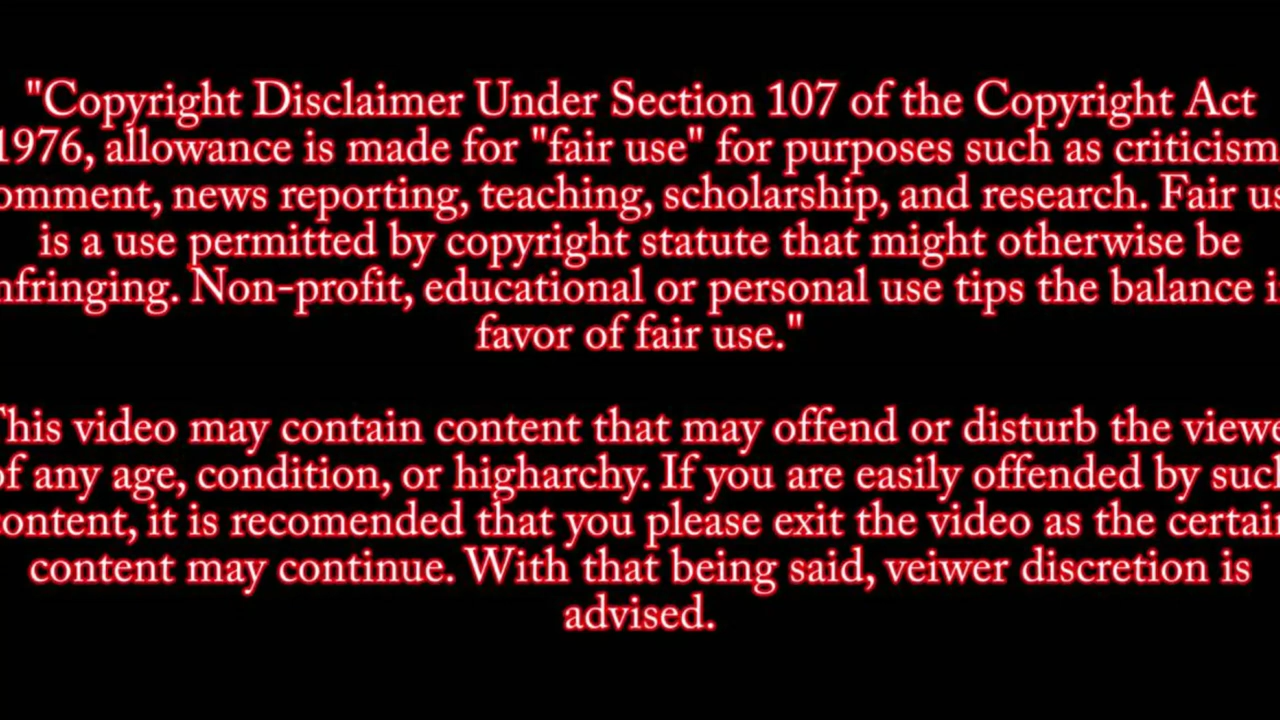 "Copyright Disclaimer Under Section 107 of the Copyright Act
1976, allowance is made for "fair use" for purposes such as criticism
omment, news reporting, teaching, scholarship, and research. Fair us
is a use permitted by copyright statute that might otherwise be
nfringing. Non-profit, educational or personal use tips the balance i
favor of fair use."
This video may contain content that may offend or disturb the viewe
of any age, condition, or higharchy. If you are easily offended by such
content, it is recomended that you please exit the video as the certain
content may continue. With that being said, veiwer discretion is
advised.